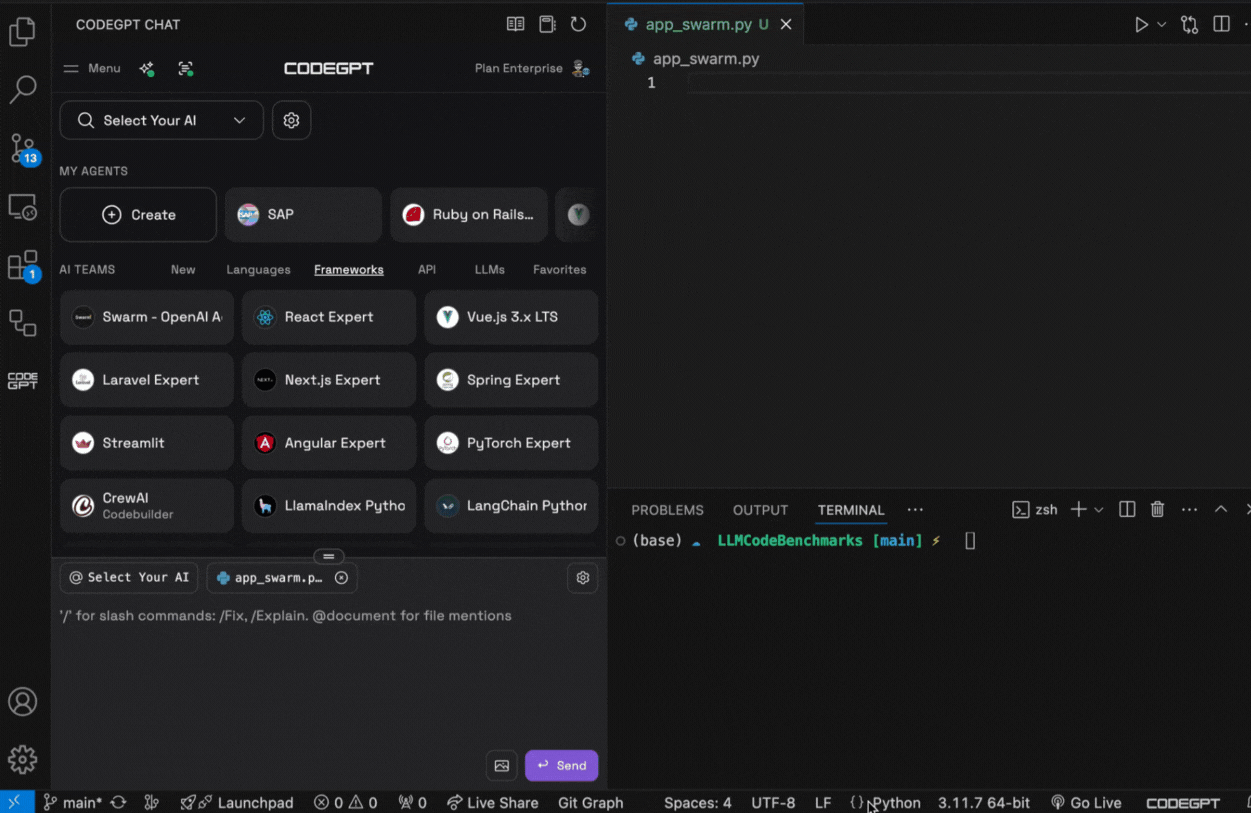 CODEGPT CHAT
Menu
CODEGPT
Plan Enterprise
Select Your AI
MY AGENTS
Create
SAP
Ruby on Rails...
AI TEAMS New Languages Frameworks API LLMs Favorites
Swarm - OpenAI A
React Expert
Vue.js 3.x LTS
Laravel Expert
Next.js Expert
Spring Expert
Streamlit
Angular Expert
PyTorch Expert
CrewAI
Codebuilder
LlamaIndex Pytho
LangChain Python
@ Select Your AI
app_swarm.p...
'/' for slash commands: /Fix, /Explain. @document for file mentions
Send
13
1
CODE
GPT
app_swarm.py U
app_swarm.py
1
PROBLEMS OUTPUT TERMINAL ...
zsh
(base) LLMCodeBenchmarks [main]
main* Launchpad 0 0 0 Live Share Git Graph Spaces: 4 UTF-8 LF {} Python 3.11.7 64-bit Go Live CODEGPT